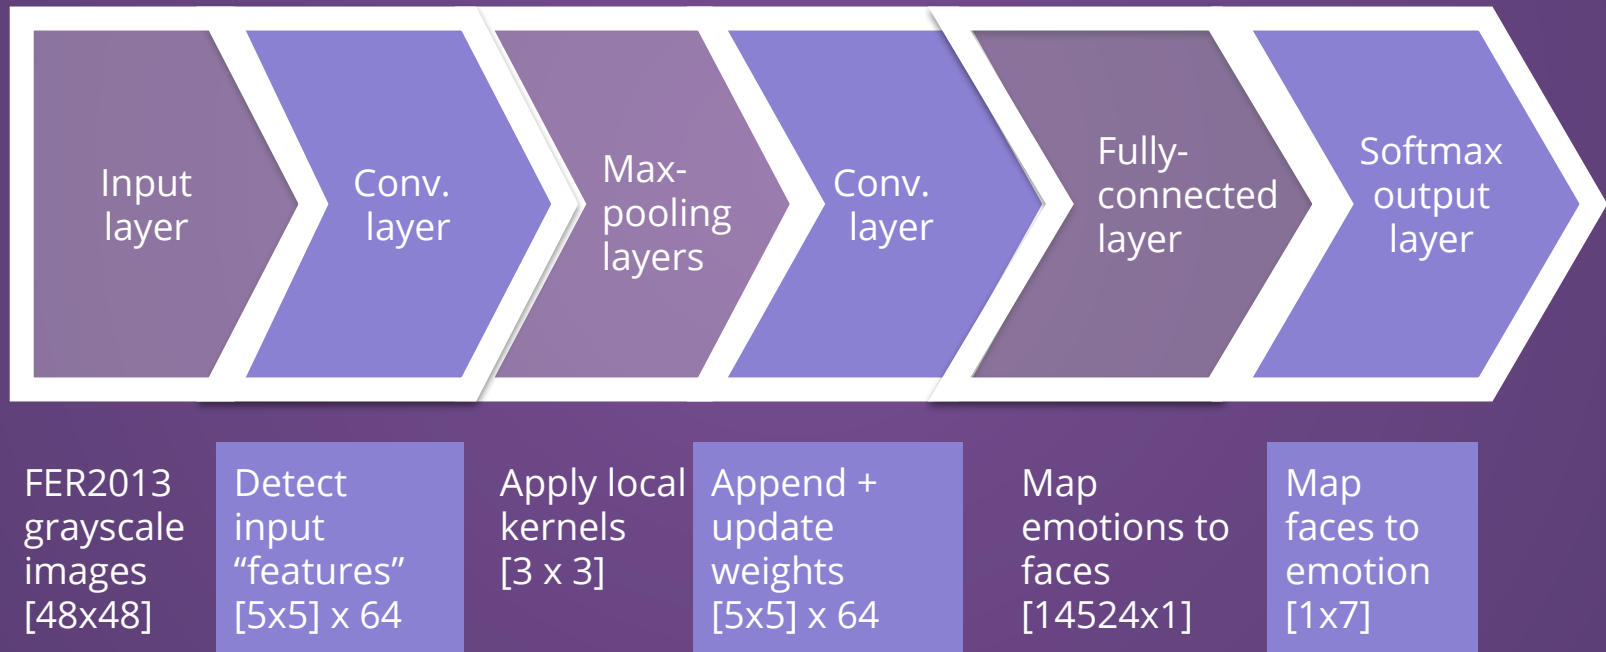 Input
layer
Conv.
layer
Max-
pooling
layers
Conv.
layer
Fully-
connected
layer
Softmax
output
layer
FER2013
grayscale
images
[48x48]
Detect
input
“features”
[5x5] x 64
Apply local
kernels
[3 x 3]
Append +
update
weights
[5x5] x 64
Map
emotions to
faces
[14524x1]
Map
faces to
emotion
[1x7]